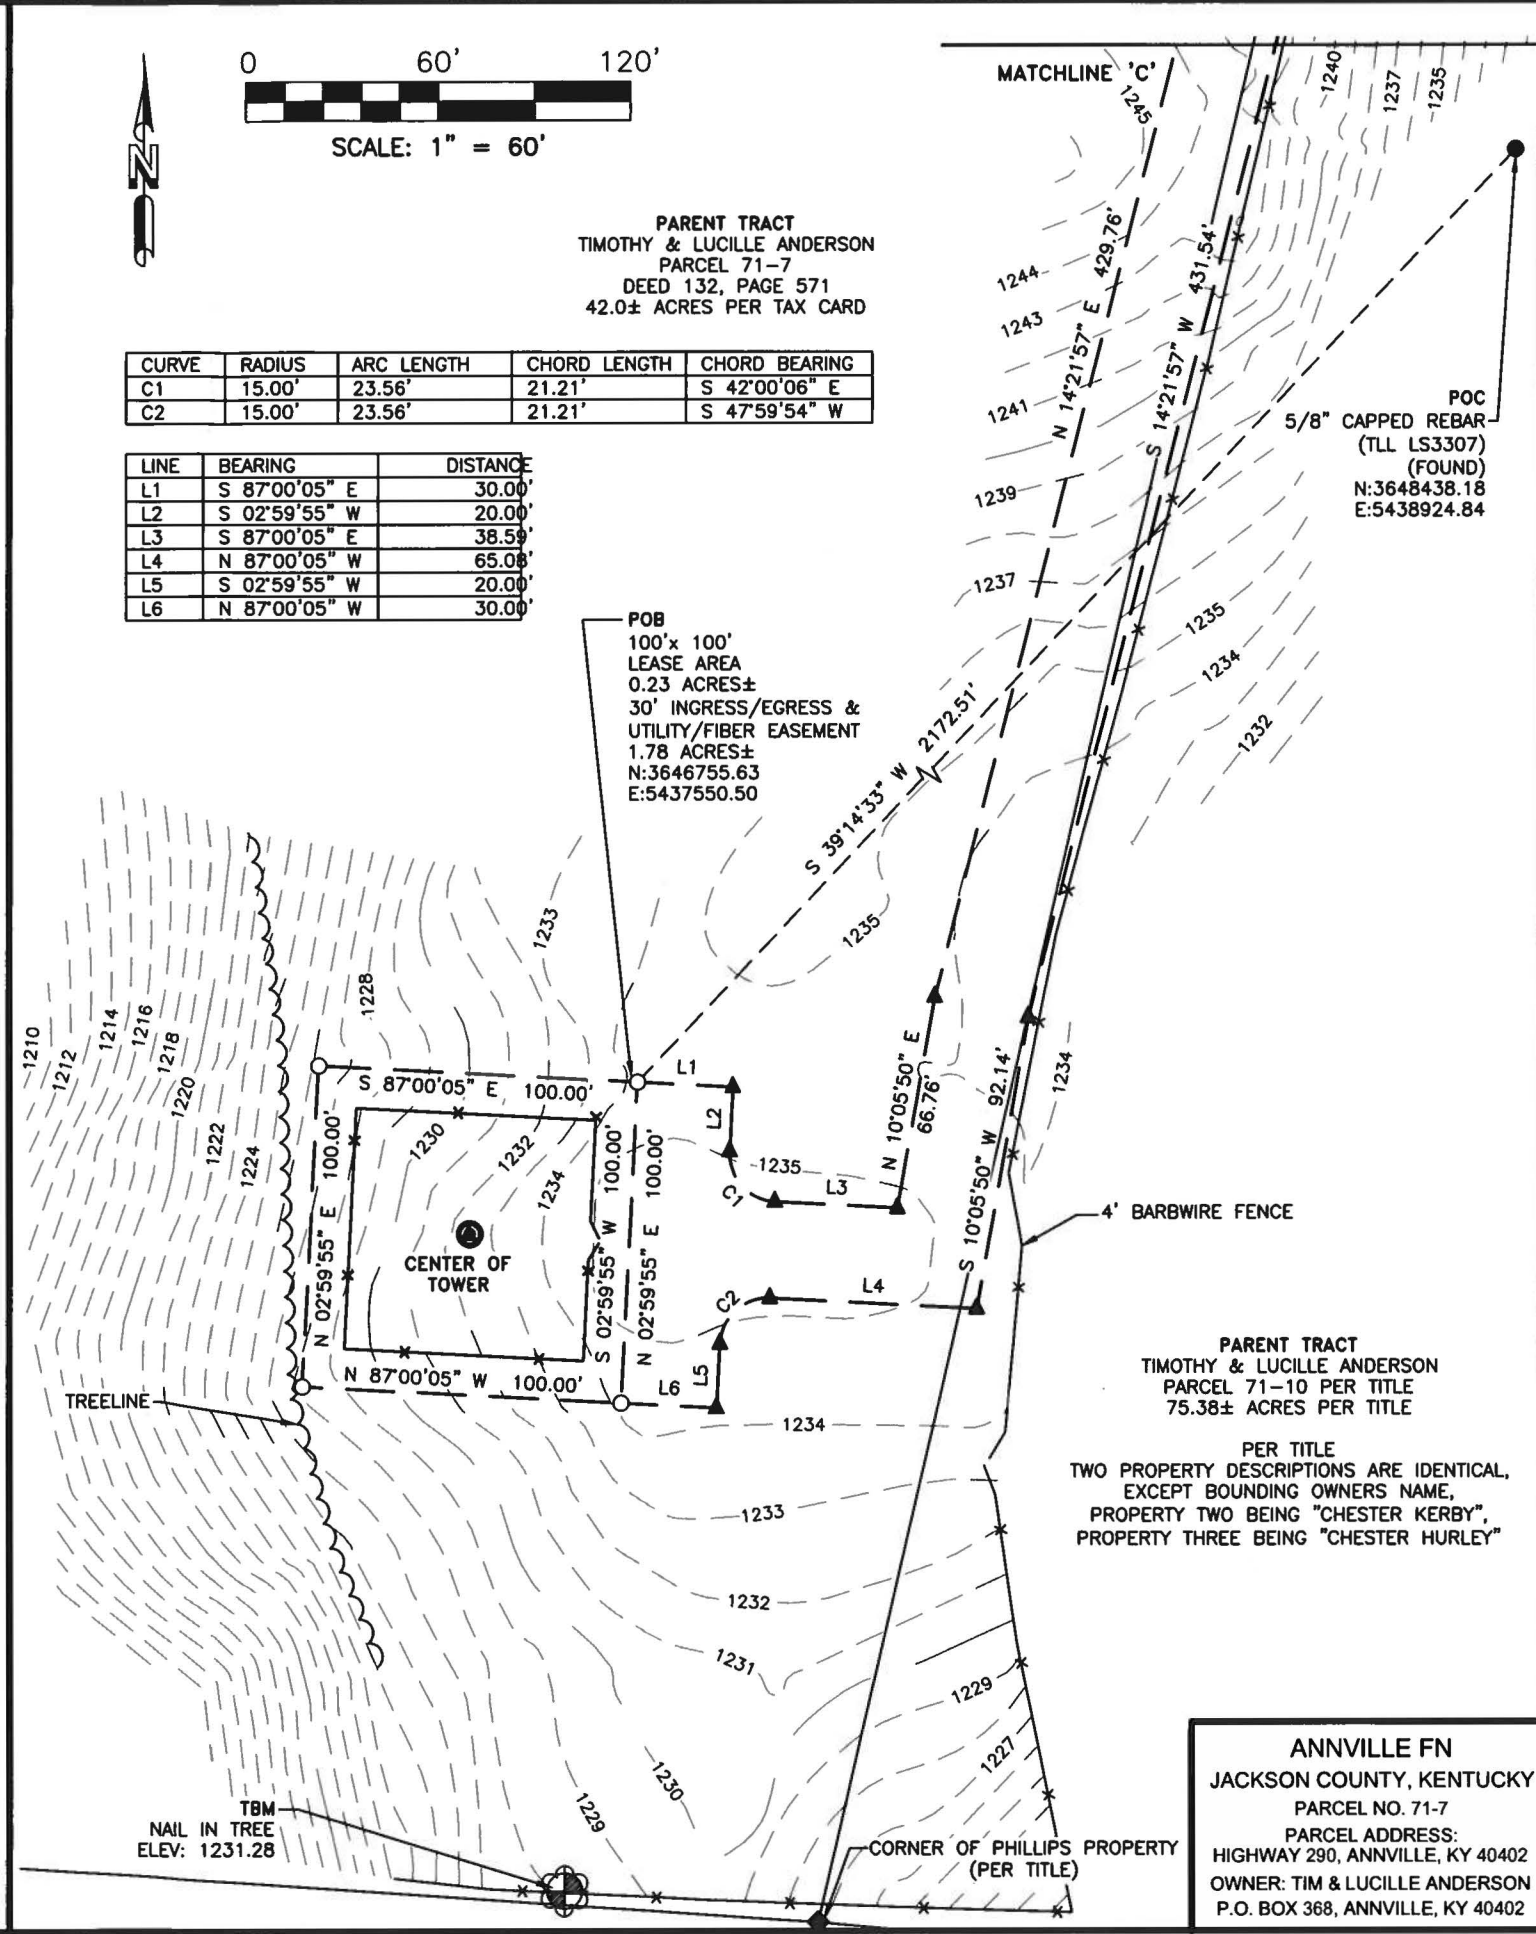 0 60' 120'
SCALE: 1" = 60'
N
MATCHLINE 'C'
PARENT TRACT
TIMOTHY & LUCILLE ANDERSON
PARCEL 71-7
DEED 132, PAGE 571
42.0± ACRES PER TAX CARD
CURVE RADIUS ARC LENGTH CHORD LENGTH CHORD BEARING
C1 15.00' 23.56' 21.21' S 42°00'06" E
C2 15.00' 23.56' 21.21' S 47°59'54" W
LINE BEARING DISTANCE
L1 S 87°00'05" E 30.00'
L2 S 02°59'55" W 20.00'
L3 S 87°00'05" E 38.59'
L4 N 87°00'05" W 65.08'
L5 S 02°59'55" W 20.00'
L6 N 87°00'05" W 30.00'
1245
1240
1237
1235
1244
1243
1241
1239
1237
1235
1234
1232
N 14°21'57" E 429.76'
S 14°21'57" W 431.54'
POC
5/8" CAPPED REBAR
(TLL LS3307)
(FOUND)
N:3648438.18
E:5438924.84
POB
100'x 100'
LEASE AREA
0.23 ACRES±
30' INGRESS/EGRESS &
UTILITY/FIBER EASEMENT
1.78 ACRES±
N:3646755.63
E:5437550.50
S 39°14'33" W 2172.51'
1235
1233
1228
1210
1212
1214
1216
1218
1220
1222
1224
S 87°00'05" E 100.00'
L1
L2
C1
L3
1235
N 10°05'50" E
66.76'
S 10°05'50" W 92.14'
1234
4' BARBWIRE FENCE
N 02°59'55" E 100.00'
1230
1232
1234
CENTER OF
TOWER
S 02°59'55" W 100.00'
N 02°59'55" E 100.00'
C2
L4
L5
L6
N 87°00'05" W 100.00'
TREELINE
PARENT TRACT
TIMOTHY & LUCILLE ANDERSON
PARCEL 71-10 PER TITLE
75.38± ACRES PER TITLE
PER TITLE
TWO PROPERTY DESCRIPTIONS ARE IDENTICAL,
EXCEPT BOUNDING OWNERS NAME,
PROPERTY TWO BEING "CHESTER KERBY",
PROPERTY THREE BEING "CHESTER HURLEY"
1234
1233
1232
1231
1229
1227
1230
1229
TBM
NAIL IN TREE
ELEV: 1231.28
CORNER OF PHILLIPS PROPERTY
(PER TITLE)
ANNVILLE FN
JACKSON COUNTY, KENTUCKY
PARCEL NO. 71-7
PARCEL ADDRESS:
HIGHWAY 290, ANNVILLE, KY 40402
OWNER: TIM & LUCILLE ANDERSON
P.O. BOX 368, ANNVILLE, KY 40402